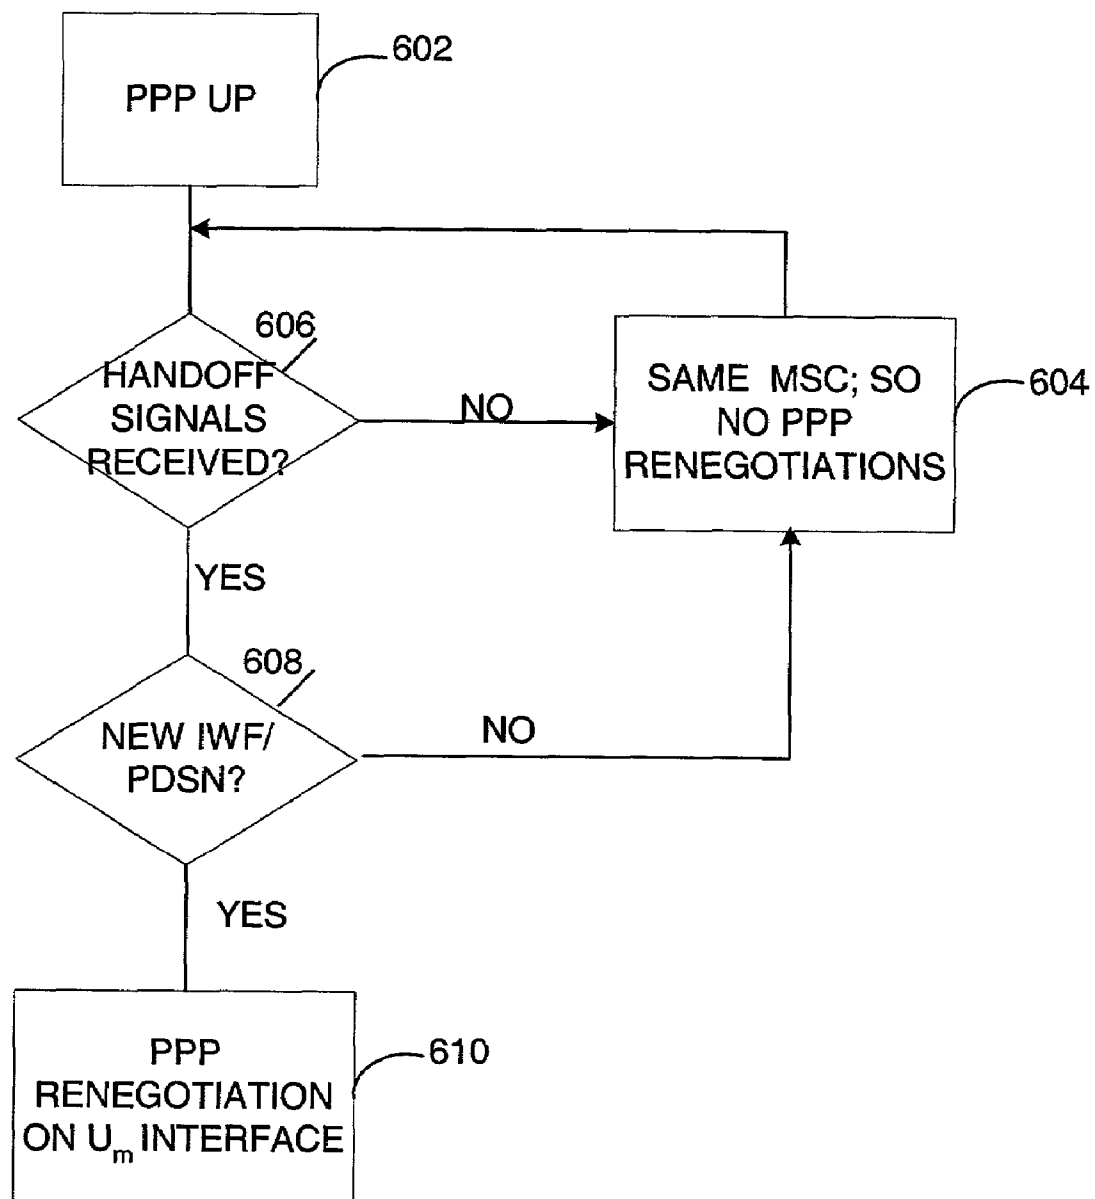 PPP UP
602
606
HANDOFF
SIGNALS
RECEIVED?
NO
SAME MSC; SO
NO PPP
RENEGOTIATIONS
604
YES
608
NEW IWF/
PDSN?
NO
YES
PPP
RENEGOTIATION
ON Um INTERFACE
610